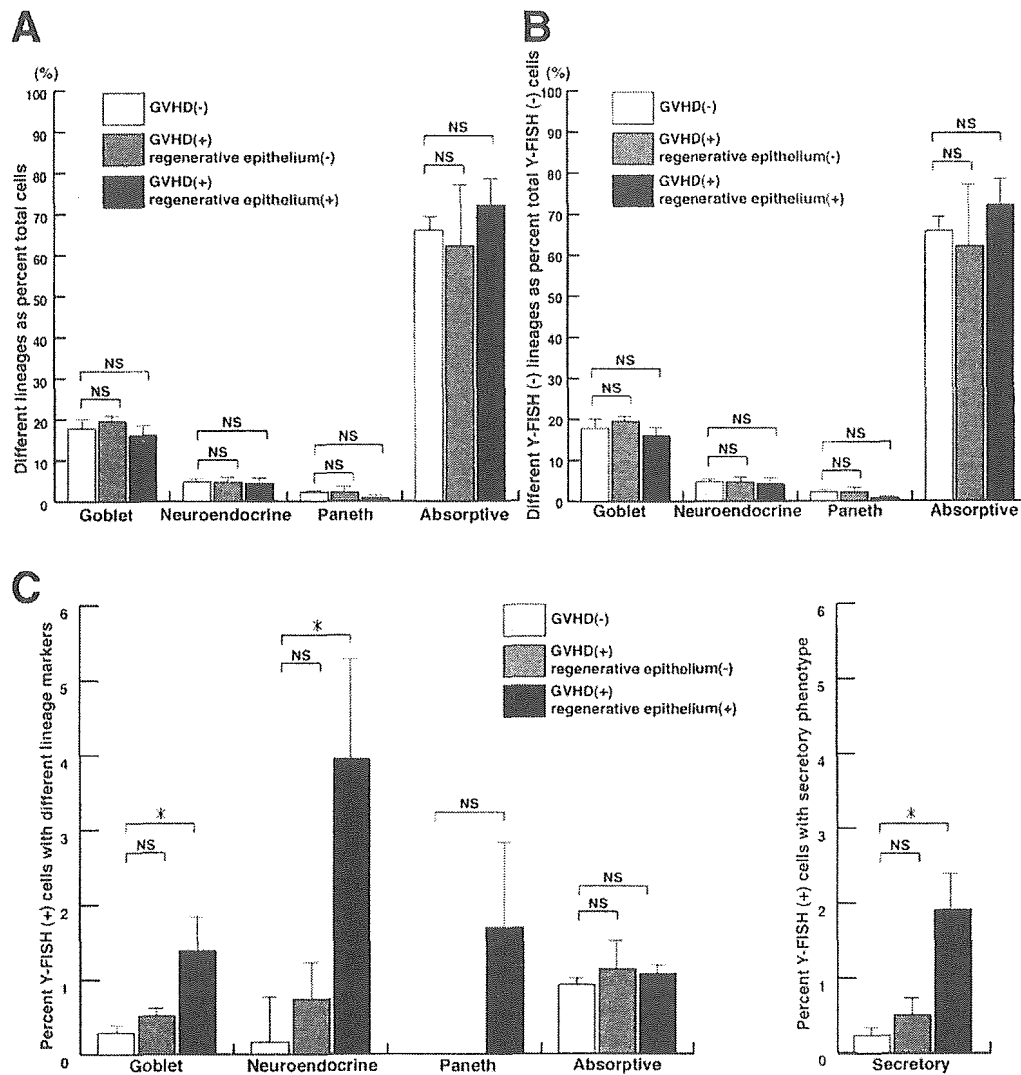 A
Different lineages as percent total cells
(%)
100
90
80
70
60
50
40
30
20
10
0
GVHD(-)
GVHD(+)
regenerative epithelium(-)
GVHD(+)
regenerative epithelium(+)
NS
NS
NS
NS
NS
NS
NS
NS
Goblet
Neuroendocrine
Paneth
Absorptive
B
Different Y-FISH (-) lineages as percent total Y-FISH (-) cells
(%)
100
90
80
70
60
50
40
30
20
10
0
GVHD(-)
GVHD(+)
regenerative epithelium(-)
GVHD(+)
regenerative epithelium(+)
NS
NS
NS
NS
NS
NS
NS
NS
Goblet
Neuroendocrine
Paneth
Absorptive
C
Percent Y-FISH (+) cells with different lineage markers
6
5
4
3
2
1
0
GVHD(-)
GVHD(+)
regenerative epithelium(-)
GVHD(+)
regenerative epithelium(+)
*
NS
*
NS
NS
NS
NS
Goblet
Neuroendocrine
Paneth
Absorptive
Percent Y-FISH (+) cells with secretory phenotype
6
5
4
3
2
1
0
*
NS
Secretory